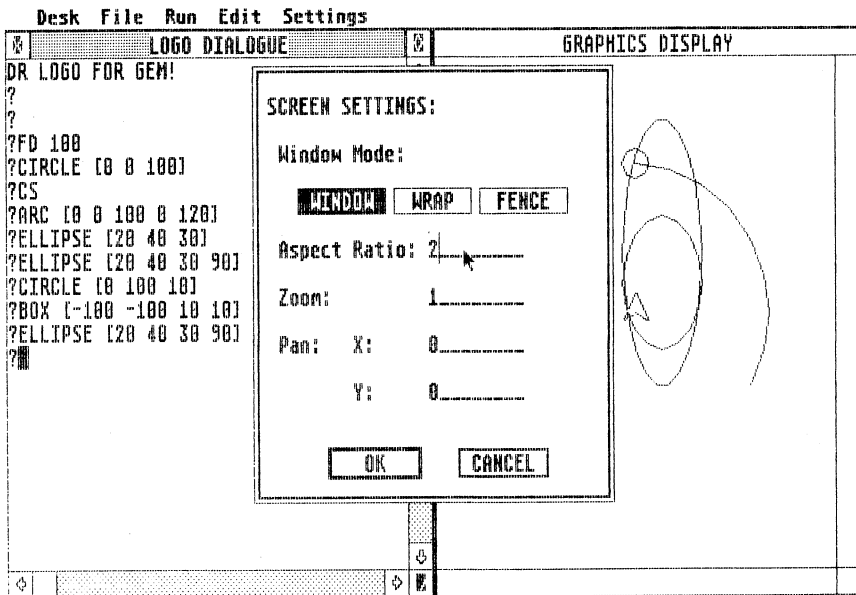 Desk File Run Edit Settings
LOGO DIALOGUE
GRAPHICS DISPLAY
DR LOGO FOR GEM!
?
?
?FD 100
?CIRCLE [0 0 100]
?CS
?ARC [0 0 100 0 120]
?ELLIPSE [20 40 30]
?ELLIPSE [20 40 30 90]
?CIRCLE [0 100 10]
?BOX [-100 -100 10 10]
?ELLIPSE [20 40 30 90]
?
SCREEN SETTINGS:
Window Mode:
WINDOW WRAP FENCE
Aspect Ratio: 2
Zoom: 1
Pan: X: 0
Y: 0
OK CANCEL